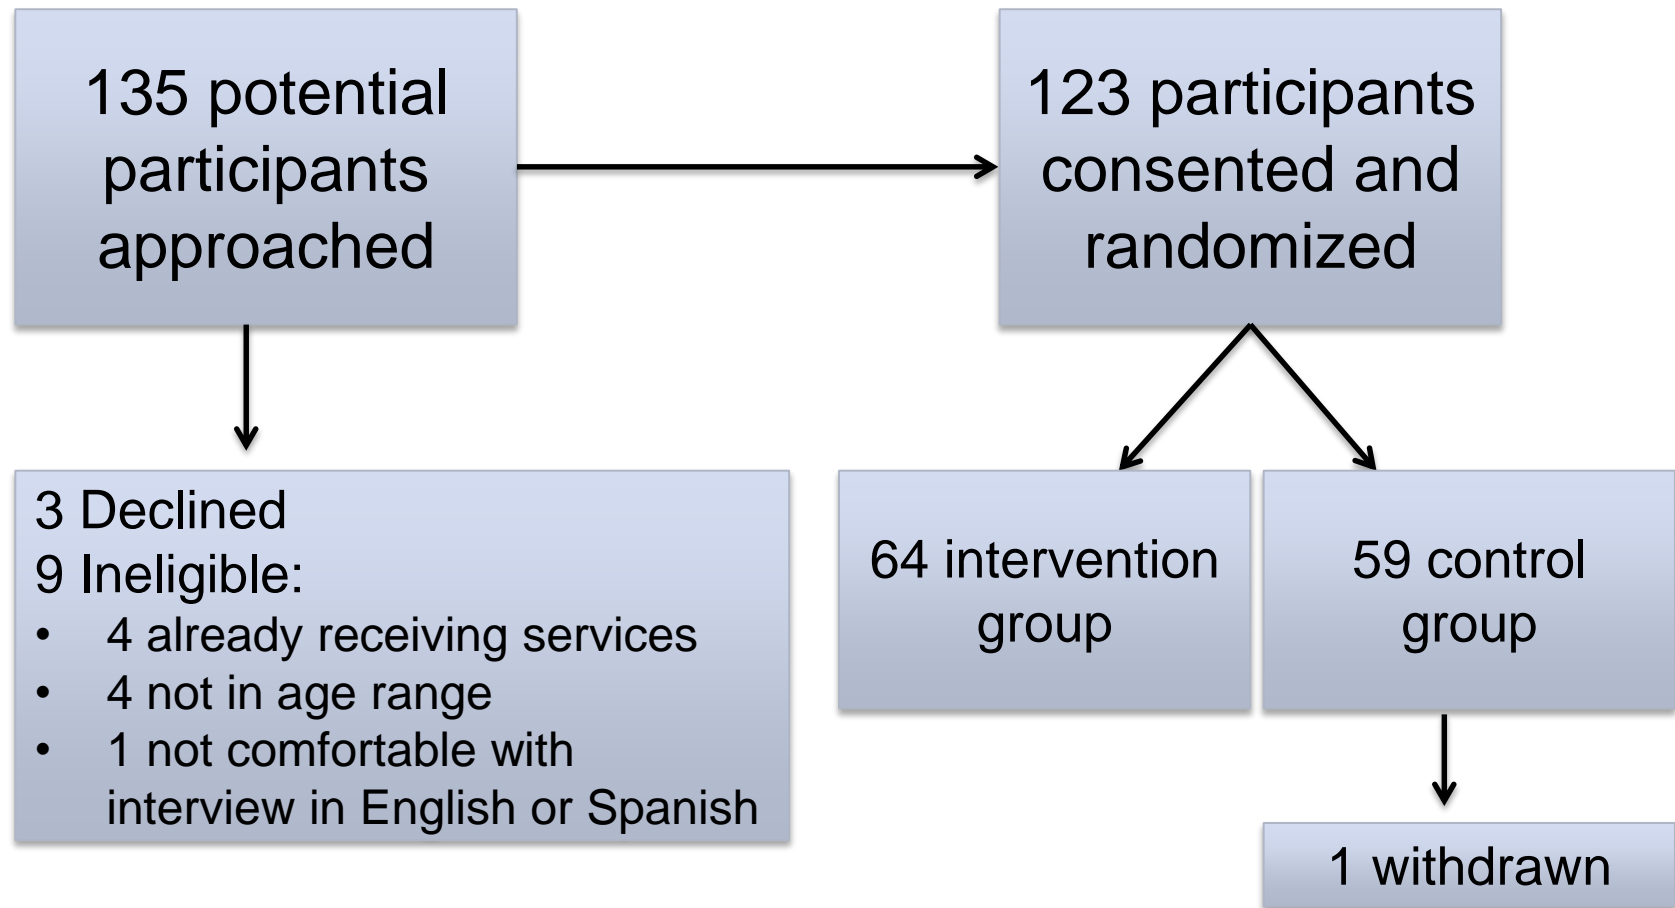 135 potential
participants
approached
123 participants
consented and
randomized
3 Declined
9 Ineligible:
• 4 already receiving services
• 4 not in age range
• 1 not comfortable with
interview in English or Spanish
64 intervention
group
59 control
group
1 withdrawn